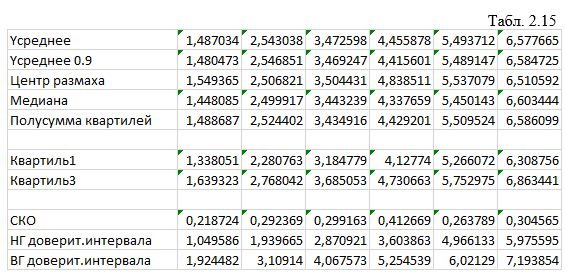 Табл. 2.15
Yсреднее 1,487034 2,543038 3,472598 4,455878 5,493712 6,577665
Yсреднее 0.9 1,480473 2,546851 3,469247 4,415601 5,489147 6,584725
Центр размаха 1,549365 2,506821 3,504431 4,838511 5,537079 6,510592
Медиана 1,448085 2,499917 3,443239 4,337659 5,450143 6,603444
Полусумма квартилей 1,488687 2,524402 3,434916 4,429201 5,509524 6,586099
Квартиль1 1,338051 2,280763 3,184779 4,12774 5,266072 6,308756
Квартиль3 1,639323 2,768042 3,685053 4,730663 5,752975 6,863441
СКО 0,218724 0,292369 0,299163 0,412669 0,263789 0,304565
НГ доверит.интервала 1,049586 1,939665 2,870921 3,603863 4,966133 5,975595
ВГ доверит.интервала 1,924482 3,10914 4,067573 5,254539 6,02129 7,193854